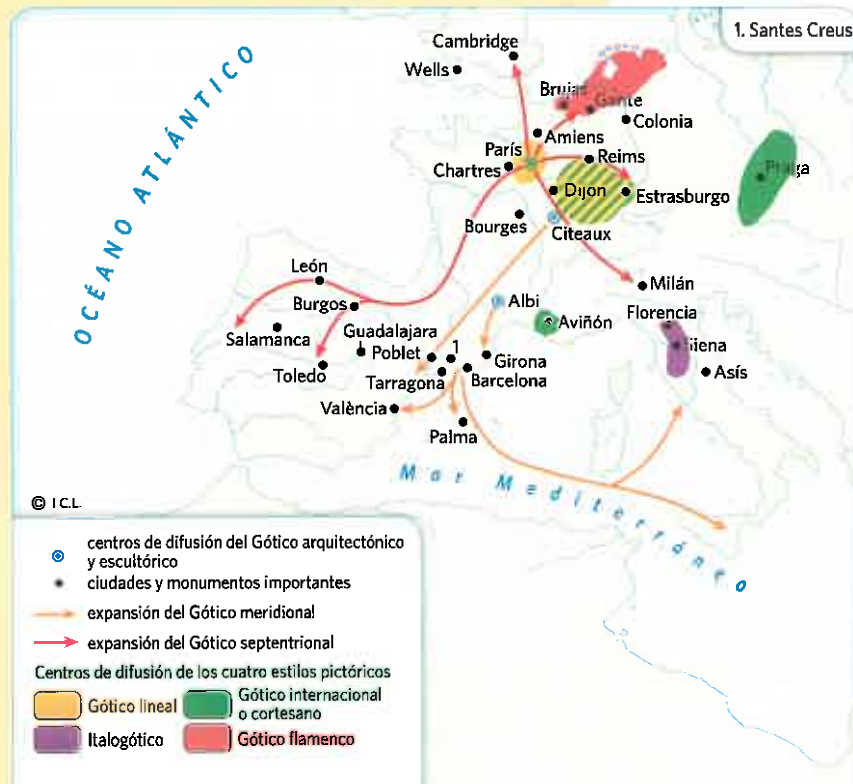 1. Santes Creus
OCÉANO ATLÁNTICO
Cambridge
Wells
Brujas
Gante
Colonia
Amiens
París
Reims
Chartres
Praga
Dijon
Estrasburgo
Bourges
Citeaux
León
Milán
Burgos
Albi
Florencia
Aviñón
Salamanca
Guadalajara
Siena
Poblet
1
Girona
Asís
Toledo
Tarragona
Barcelona
València
Palma
Mar Mediterráneo
© I.C.L.
centros de difusión del Gótico arquitectónico
y escultórico
ciudades y monumentos importantes
expansión del Gótico meridional
expansión del Gótico septentrional
Centros de difusión de los cuatro estilos pictóricos
Gótico lineal
Gótico internacional
o cortesano
Italogótico
Gótico flamenco